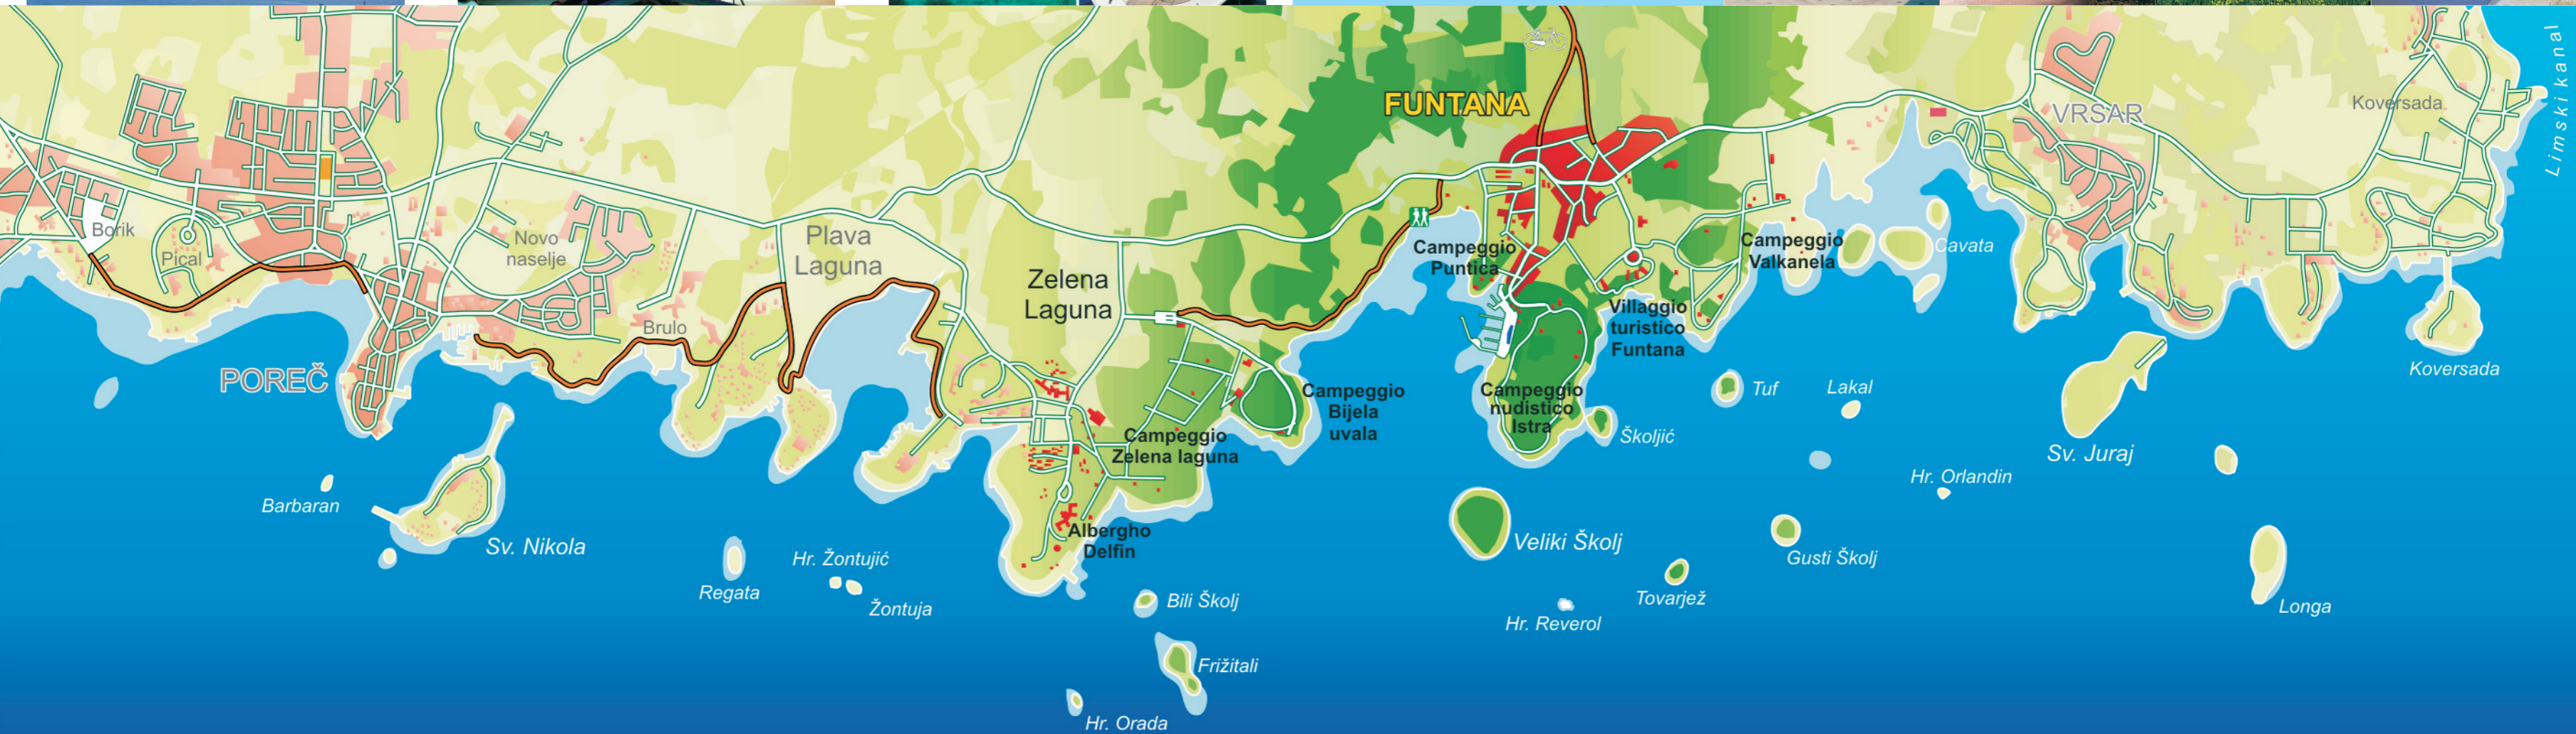 Borik
Pical
POREČ
Barbaran
Novo
naselje
Brulo
Sv. Nikola
Plava
Laguna
Regata
Hr. Žontujić
Žontuja
Zelena
Laguna
Campeggio
Zelena laguna
Albergho
Delfin
Bili Školj
Frižitali
Hr. Orada
Campeggio
Bijela
uvala
FUNTANA
Campeggio
Puntica
Campeggio
nudistico
Istra
Školjić
Villaggio
turistico
Funtana
Campeggio
Valkanela
Veliki Školj
Hr. Reverol
Tovarjež
Tuf
Lakal
Gusti Školj
Hr. Orlandin
Cavata
VRSAR
Sv. Juraj
Longa
Koversada
Koversada
Limski kanal